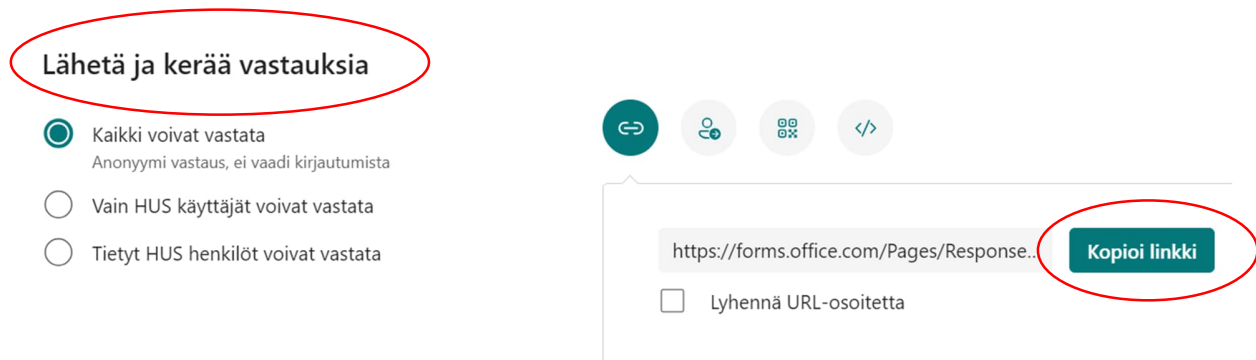 Lähetä ja kerää vastauksia
Kaikki voivat vastata
Anonyymi vastaus, ei vaadi kirjautumista
Vain HUS käyttäjät voivat vastata
Tietyt HUS henkilöt voivat vastata
https://forms.office.com/Pages/Response...
Kopioi linkki
Lyhennä URL-osoitetta